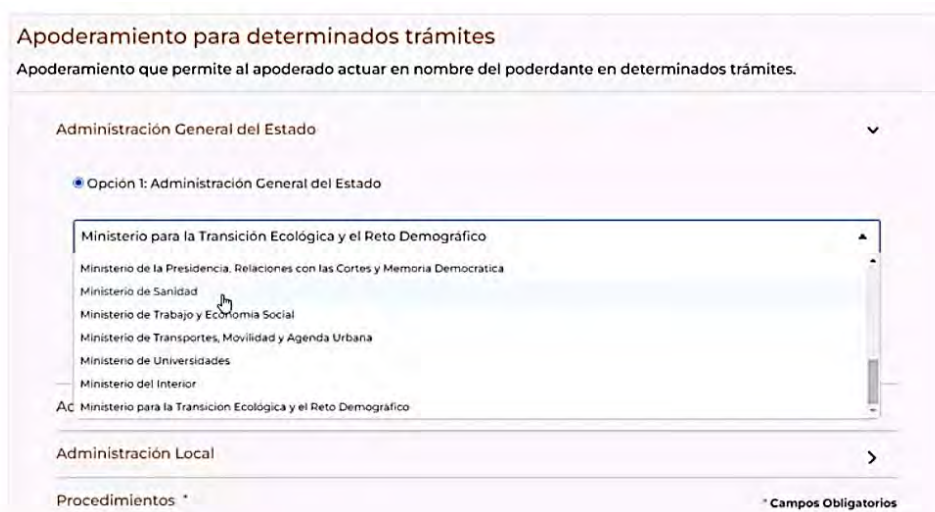 Apoderamiento para determinados trámites
Apoderamiento que permite al apoderado actuar en nombre del poderdante en determinados trámites.
Administración General del Estado
Opción 1: Administración General del Estado
Ministerio para la Transición Ecológica y el Reto Demográfico
Ministerio de la Presidencia, Relaciones con las Cortes y Memoria Democratica
Ministerio de Sanidad
Ministerio de Trabajo y Economia Social
Ministerio de Transportes, Movilidad y Agenda Urbana
Ministerio de Universidades
Ministerio del Interior
Ac Ministerio para la Transición Ecológica y el Reto Demográfico
Administración Local
Procedimientos *
* Campos Obligatorios